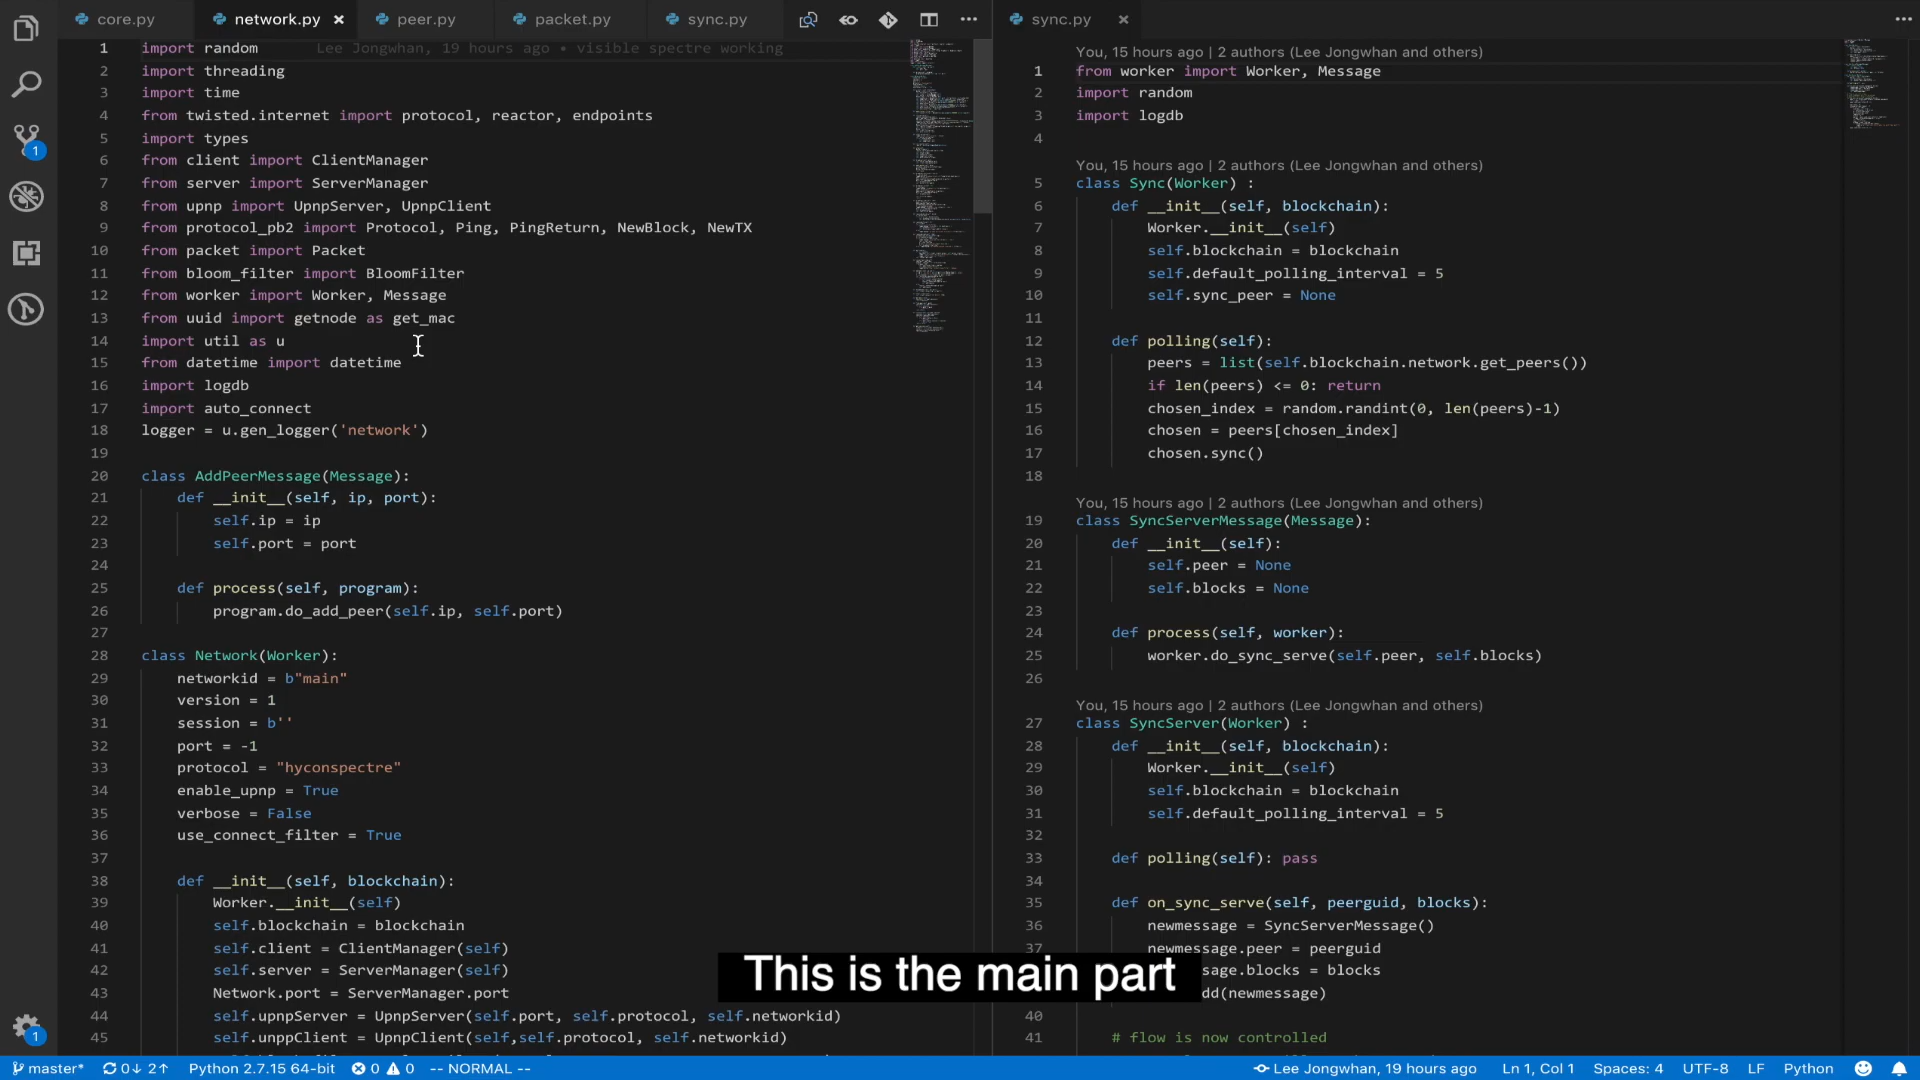 core.py
network.py
peer.py
packet.py
sync.py
1 import random Lee Jongwhan, 19 hours ago • visible spectre working
2 import threading
3 import time
4 from twisted.internet import protocol, reactor, endpoints
5 import types
6 from client import ClientManager
7 from server import ServerManager
8 from upnp import UpnpServer, UpnpClient
9 from protocol_pb2 import Protocol, Ping, PingReturn, NewBlock, NewTX
10 from packet import Packet
11 from bloom_filter import BloomFilter
12 from worker import Worker, Message
13 from uuid import getnode as get_mac
14 import util as u
15 from datetime import datetime
16 import logdb
17 import auto_connect
18 logger = u.gen_logger('network')
19
20 class AddPeerMessage(Message):
21 def __init__(self, ip, port):
22 self.ip = ip
23 self.port = port
24
25 def process(self, program):
26 program.do_add_peer(self.ip, self.port)
27
28 class Network(Worker):
29 networkid = b"main"
30 version = 1
31 session = b''
32 port = -1
33 protocol = "hyconspectre"
34 enable_upnp = True
35 verbose = False
36 use_connect_filter = True
37
38 def __init__(self, blockchain):
39 Worker.__init__(self)
40 self.blockchain = blockchain
41 self.client = ClientManager(self)
42 self.server = ServerManager(self)
43 Network.port = ServerManager.port
44 self.upnpServer = UpnpServer(self.port, self.protocol, self.networkid)
45 self.unppClient = UpnpClient(self,self.protocol, self.networkid)
sync.py
You, 15 hours ago | 2 authors (Lee Jongwhan and others)
1 from worker import Worker, Message
2 import random
3 import logdb
4
You, 15 hours ago | 2 authors (Lee Jongwhan and others)
5 class Sync(Worker) :
6 def __init__(self, blockchain):
7 Worker.__init__(self)
8 self.blockchain = blockchain
9 self.default_polling_interval = 5
10 self.sync_peer = None
11
12 def polling(self):
13 peers = list(self.blockchain.network.get_peers())
14 if len(peers) <= 0: return
15 chosen_index = random.randint(0, len(peers)-1)
16 chosen = peers[chosen_index]
17 chosen.sync()
18
You, 15 hours ago | 2 authors (Lee Jongwhan and others)
19 class SyncServerMessage(Message):
20 def __init__(self):
21 self.peer = None
22 self.blocks = None
23
24 def process(self, worker):
25 worker.do_sync_serve(self.peer, self.blocks)
26
You, 15 hours ago | 2 authors (Lee Jongwhan and others)
27 class SyncServer(Worker) :
28 def __init__(self, blockchain):
29 Worker.__init__(self)
30 self.blockchain = blockchain
31 self.default_polling_interval = 5
32
33 def polling(self): pass
34
35 def on_sync_serve(self, peerguid, blocks):
36 newmessage = SyncServerMessage()
37 newmessage.peer = peerguid
sage.blocks = blocks
dd(newmessage)
40
41 # flow is now controlled
This is the main part
1
1
master* 0↓ 2↑ Python 2.7.15 64-bit 0 0 -- NORMAL -- Lee Jongwhan, 19 hours ago Ln 1, Col 1 Spaces: 4 UTF-8 LF Python